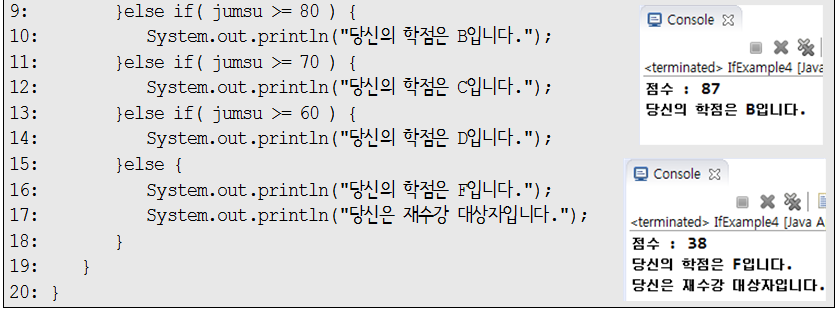 9: }else if( jumsu >= 80 ) {
10: System.out.println("당신의 학점은 B입니다.");
11: }else if( jumsu >= 70 ) {
12: System.out.println("당신의 학점은 C입니다.");
13: }else if( jumsu >= 60 ) {
14: System.out.println("당신의 학점은 D입니다.");
15: }else {
16: System.out.println("당신의 학점은 F입니다.");
17: System.out.println("당신은 재수강 대상자입니다.");
18: }
19: }
20: }
Console
<terminated> IfExample4 [Java
점수 : 87
당신의 학점은 B입니다.
Console
<terminated> IfExample4 [Java A
점수 : 38
당신의 학점은 F입니다.
당신은 재수강 대상자입니다.